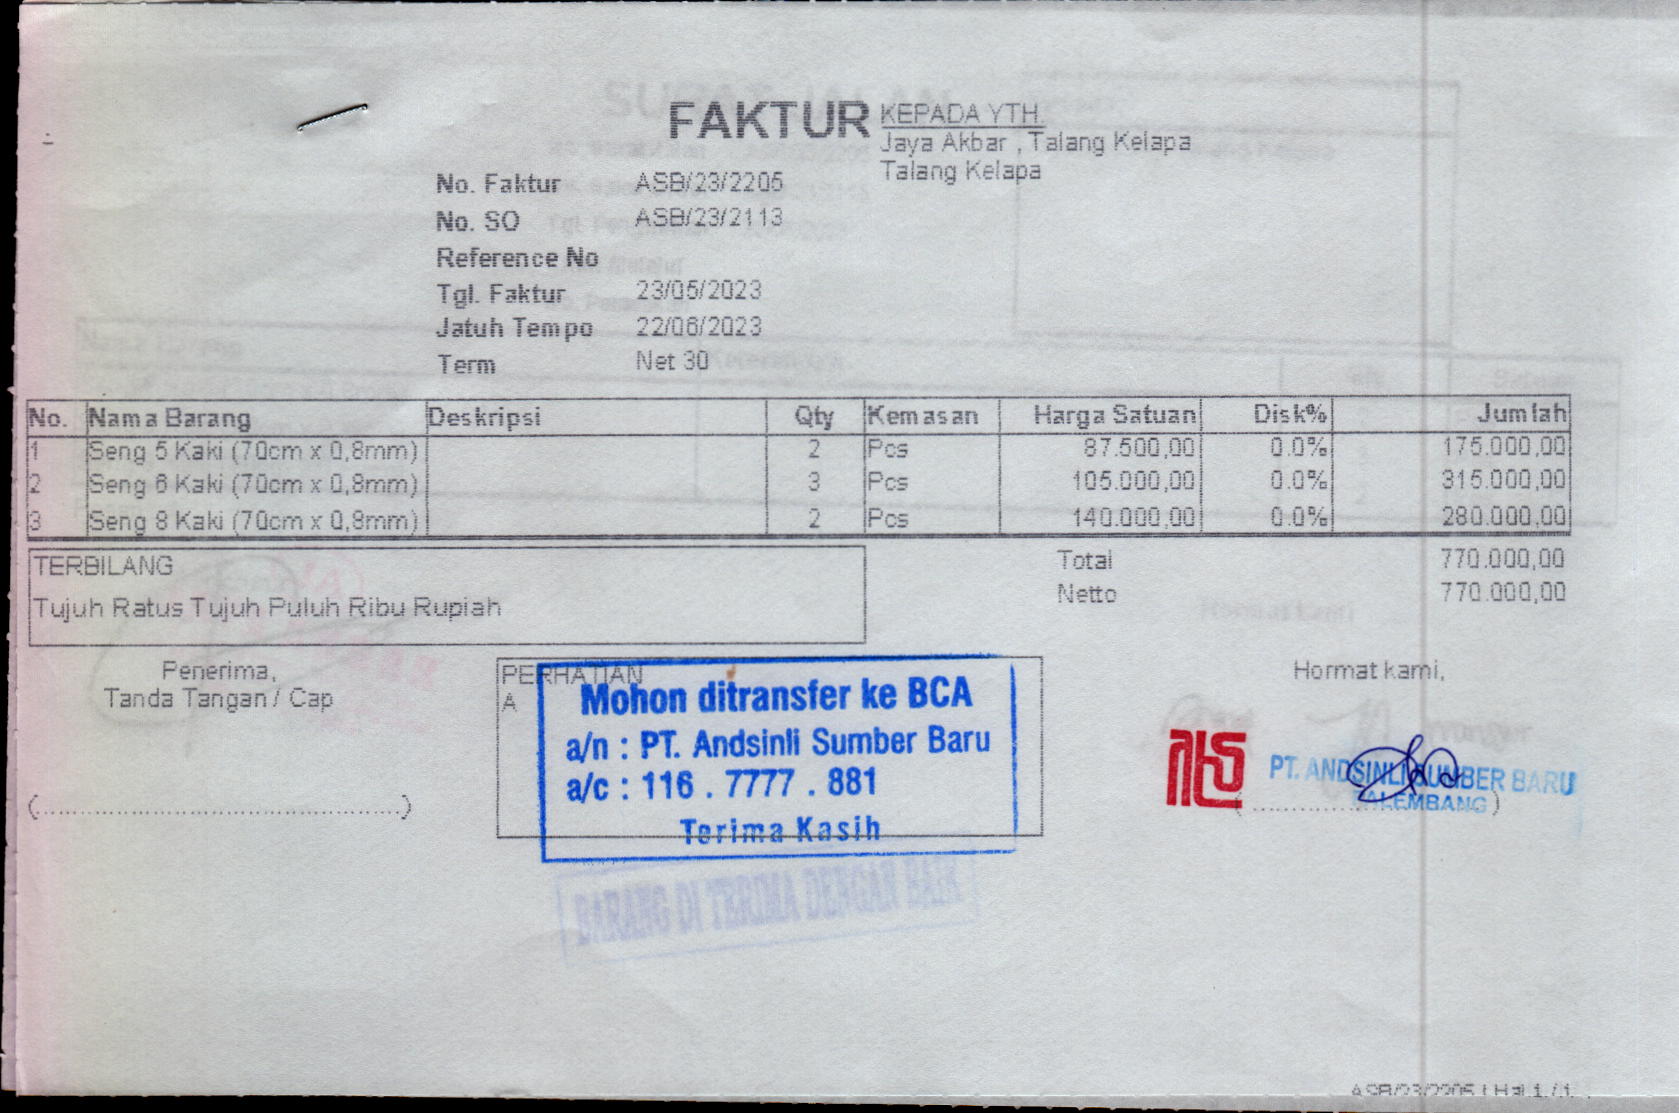 FAKTUR
KEPADA YTH.
Jaya Akbar , Talang Kelapa
Talang Kelapa
No. Faktur ASB/23/2205
No. SO ASB/23/2113
Reference No
Tgl. Faktur 23/05/2023
Jatuh Tempo 22/06/2023
Term Net 30
No. Nama Barang Deskripsi Qty Kemasan Harga Satuan Disk% Jumlah
1 Seng 5 Kaki (70cm x 0,8mm) 2 Pcs 87.500,00 0.0% 175.000,00
2 Seng 6 Kaki (70cm x 0,8mm) 3 Pcs 105.000,00 0.0% 315.000,00
3 Seng 8 Kaki (70cm x 0,8mm) 2 Pcs 140.000,00 0.0% 280.000,00
TERBILANG
Tujuh Ratus Tujuh Puluh Ribu Rupiah
Total 770.000,00
Netto 770.000,00
Penerima,
Tanda Tangan / Cap
PERHATIAN
A
Mohon ditransfer ke BCA
a/n : PT. Andsinli Sumber Baru
a/c : 116 . 7777 . 881
Terima Kasih
Hormat kami,
PT. ANDSINLI SUMBER BARU
PALEMBANG
BARANG DI TERIMA DENGAN BAIK
ASB/23/2205 | Hal 1 / 1